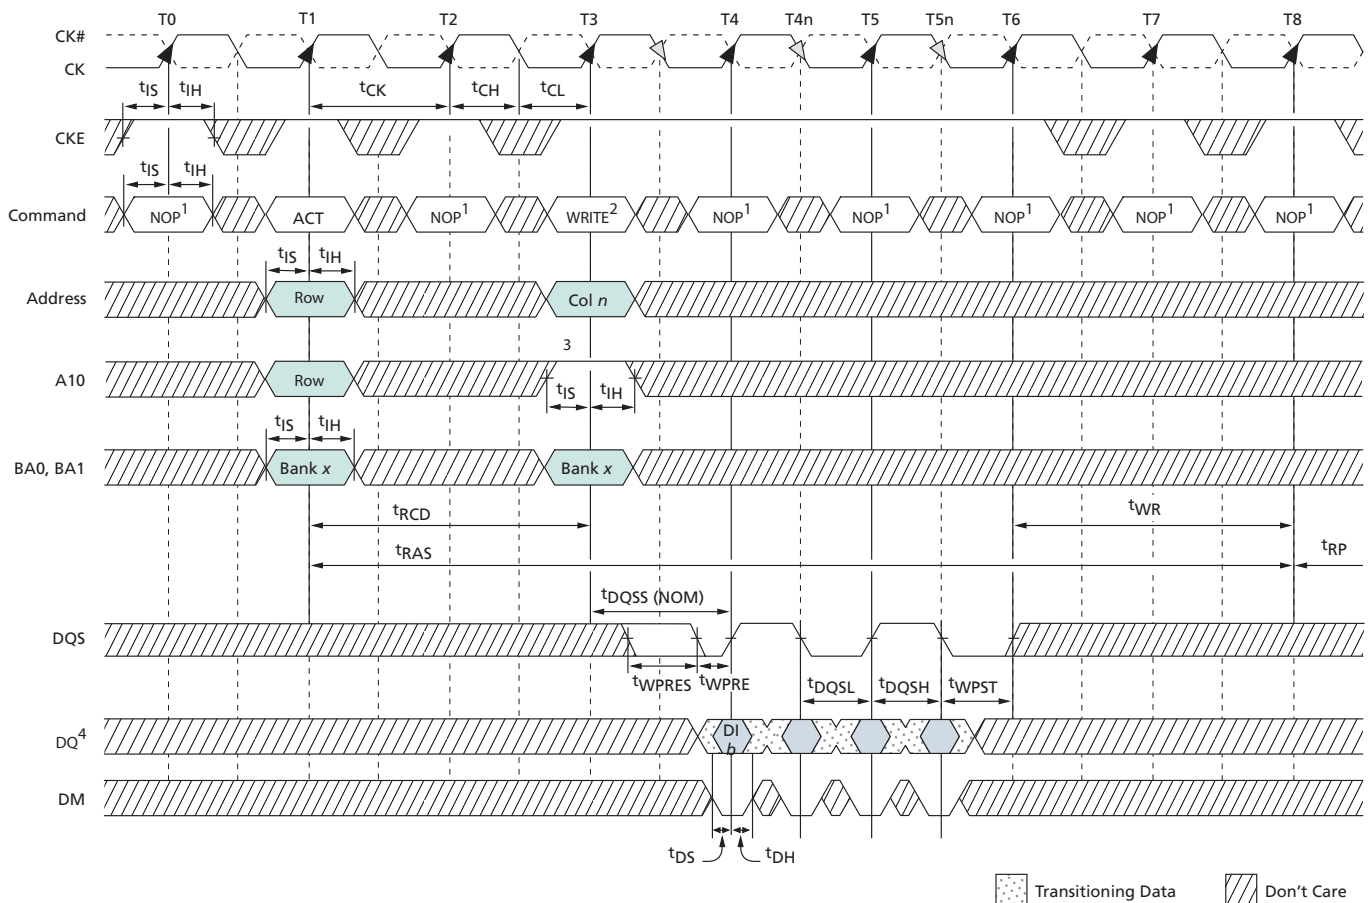 T0 T1 T2 T3 T4 T4n T5 T5n T6 T7 T8
CK#
CK
tIS tIH tCK tCH tCL
CKE
tIS tIH
Command NOP1 ACT NOP1 WRITE2 NOP1 NOP1 NOP1 NOP1 NOP1
tIS tIH
Address Row Col n
3
A10 Row
tIS tIH
tIS tIH
BA0, BA1 Bank x Bank x
tRCD tWR
tRAS tRP
tDQSS (NOM)
DQS
tWPRES tWPRE tDQSL tDQSH tWPST
DQ4 DI
b
DM
tDS tDH
Transitioning Data Don't Care